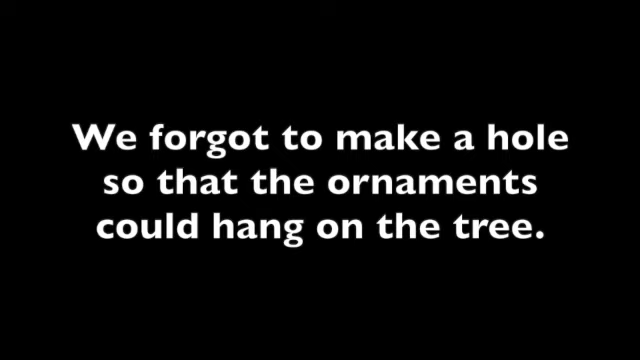 We forgot to make a hole
so that the ornaments
could hang on the tree.